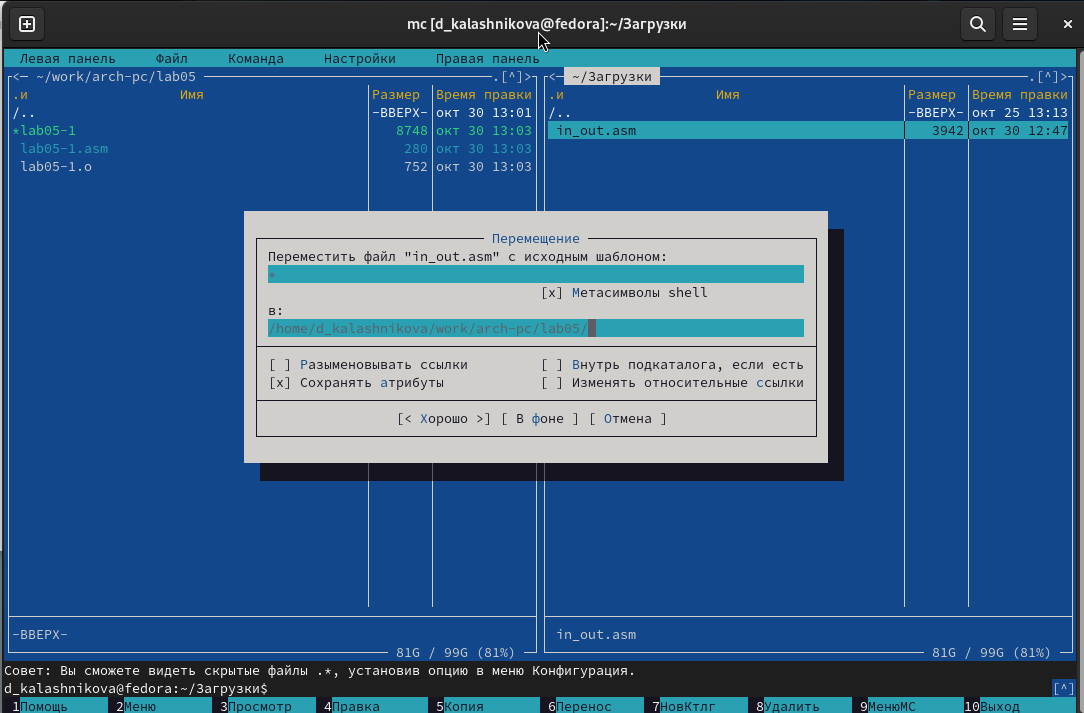 mc [d_kalashnikova@fedora]:~/Загрузки
Левая панель Файл Команда Настройки Правая панель
<— ~/work/arch-pc/lab05 .[^]> <— ~/Загрузки .[^]>
.и Имя Размер Время правки .и Имя Размер Время правки
/.. -ВВЕРХ- окт 30 13:01 /.. -ВВЕРХ- окт 25 13:13
*lab05-1 8748 окт 30 13:03 in_out.asm 3942 окт 30 12:47
lab05-1.asm 280 окт 30 13:03
lab05-1.o 752 окт 30 13:03
Перемещение
Переместить файл "in_out.asm" с исходным шаблоном:
*
[x] Метасимволы shell
в:
/home/d_kalashnikova/work/arch-pc/lab05/
[ ] Разыменовывать ссылки [ ] Внутрь подкаталога, если есть
[x] Сохранять атрибуты [ ] Изменять относительные ссылки
[< Хорошо >] [ В фоне ] [ Отмена ]
-ВВЕРХ- in_out.asm
81G / 99G (81%) 81G / 99G (81%)
Совет: Вы сможете видеть скрытые файлы .*, установив опцию в меню Конфигурация.
d_kalashnikova@fedora:~/Загрузки$ [^]
1Помощь 2Меню 3Просмотр 4Правка 5Копия 6Перенос 7НовКтлг 8Удалить 9МенюMC 10Выход